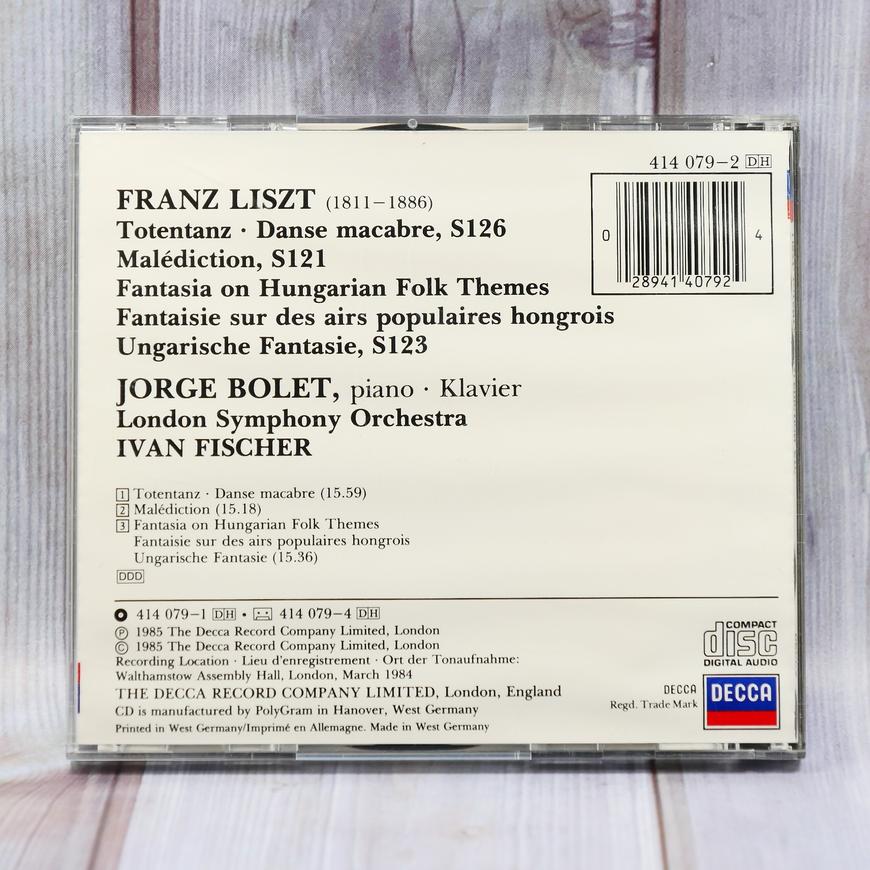 414 079–2 DH
FRANZ LISZT (1811–1886)
Totentanz · Danse macabre, S126
Malédiction, S121
Fantasia on Hungarian Folk Themes
Fantaisie sur des airs populaires hongrois
Ungarische Fantasie, S123
0 28941 40792 4
JORGE BOLET, piano · Klavier
London Symphony Orchestra
IVAN FISCHER
1 Totentanz · Danse macabre (15.59)
2 Malédiction (15.18)
3 Fantasia on Hungarian Folk Themes
Fantaisie sur des airs populaires hongrois
Ungarische Fantasie (15.36)
DDD
414 079–1 DH • 414 079–4 DH
Ⓟ 1985 The Decca Record Company Limited, London
© 1985 The Decca Record Company Limited, London
Recording Location · Lieu d'enregistrement · Ort der Tonaufnahme:
Walthamstow Assembly Hall, London, March 1984
THE DECCA RECORD COMPANY LIMITED, London, England
CD is manufactured by PolyGram in Hanover, West Germany
Printed in West Germany/Imprimé en Allemagne. Made in West Germany
COMPACT
disc
DIGITAL AUDIO
DECCA
Regd. Trade Mark
DECCA